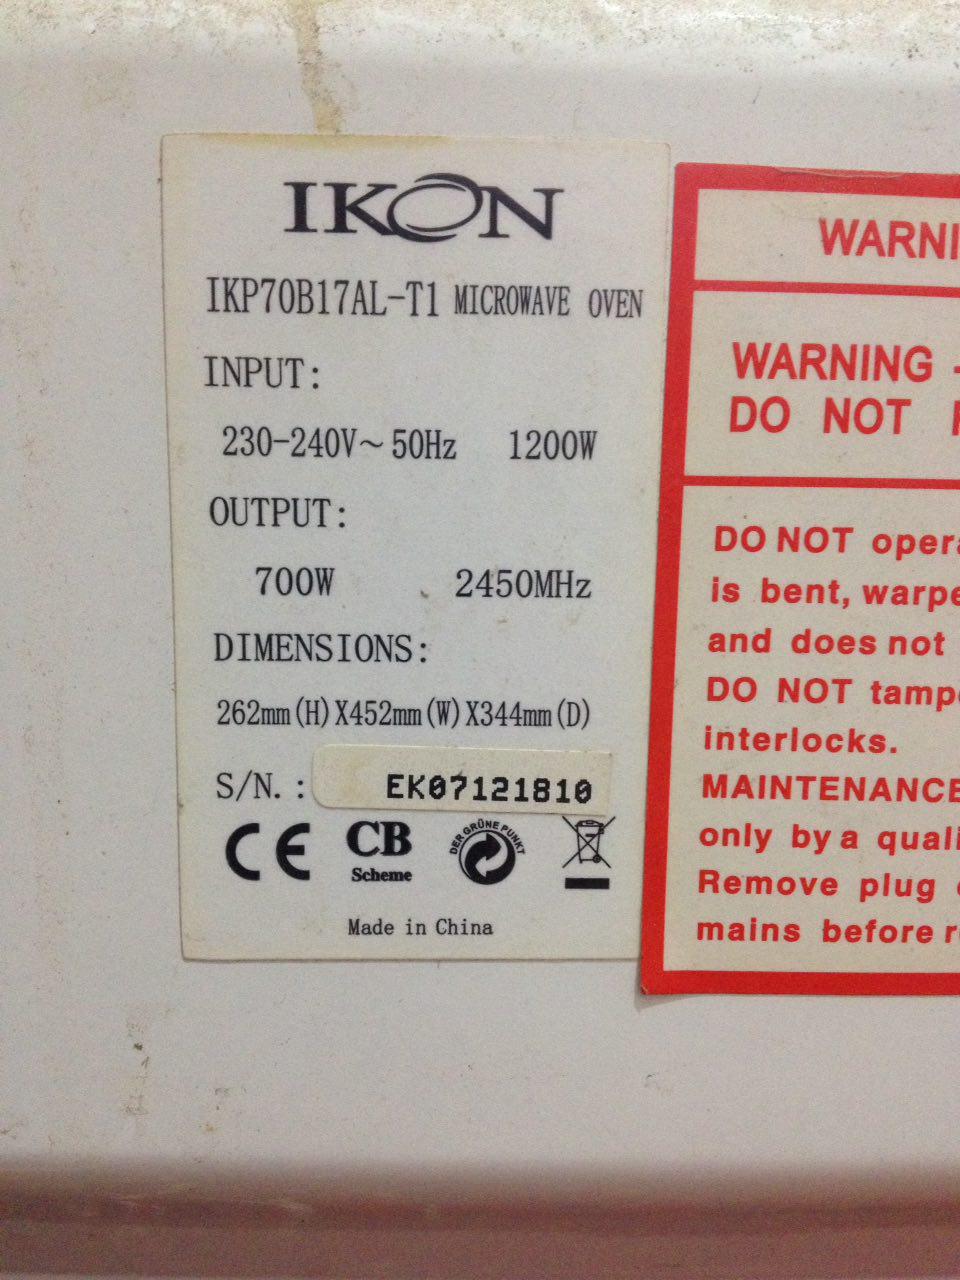 IKON
IKP70B17AL-T1 MICROWAVE OVEN
INPUT:
230-240V~50Hz 1200W
OUTPUT:
700W 2450MHz
DIMENSIONS:
262mm(H)X452mm(W)X344mm(D)
S/N.: EK07121810
CE CB Scheme DER GRÜNE PUNKT
Made in China
WARNI
WARNING -
DO NOT
DO NOT opera
is bent, warpe
and does not
DO NOT tampe
interlocks.
MAINTENANCE
only by a quali
Remove plug
mains before r